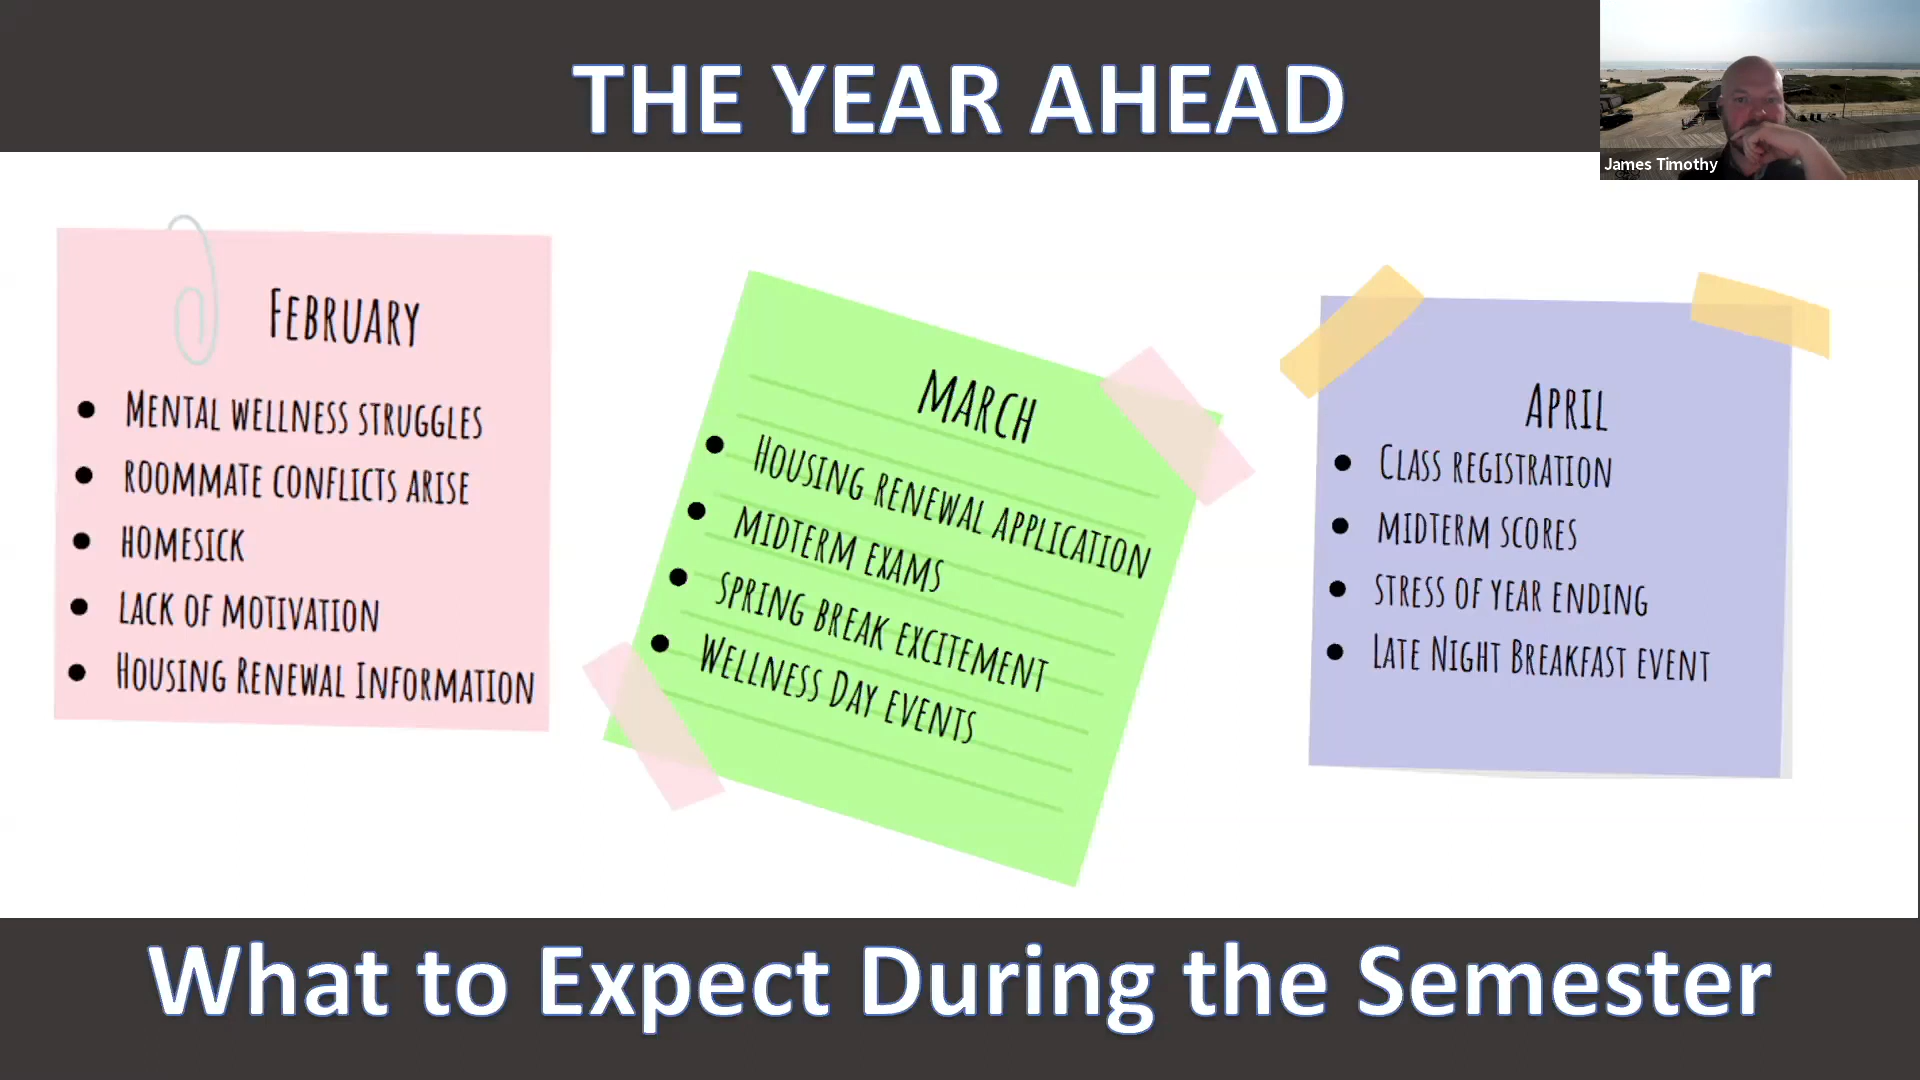 THE YEAR AHEAD
James Timothy
February
Mental wellness struggles
roommate conflicts arise
homesick
lack of motivation
Housing Renewal Information
March
Housing renewal application
midterm exams
spring break excitement
Wellness Day events
April
Class registration
midterm scores
stress of year ending
Late Night Breakfast event
What to Expect During the Semester